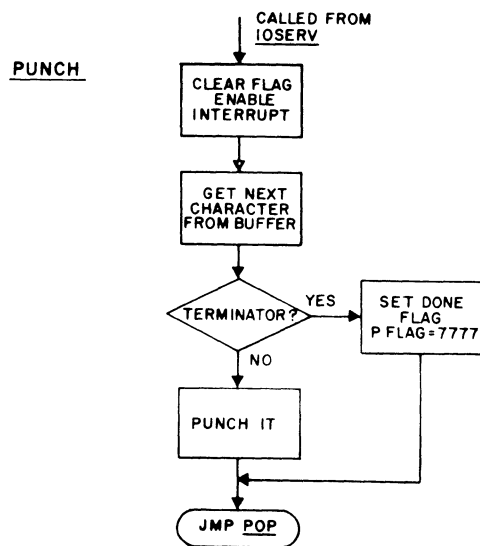 CALLED FROM
IOSERV
PUNCH
CLEAR FLAG
ENABLE
INTERRUPT
GET NEXT
CHARACTER
FROM BUFFER
TERMINATOR?
YES
SET DONE
FLAG
P FLAG=7777
NO
PUNCH IT
JMP POP